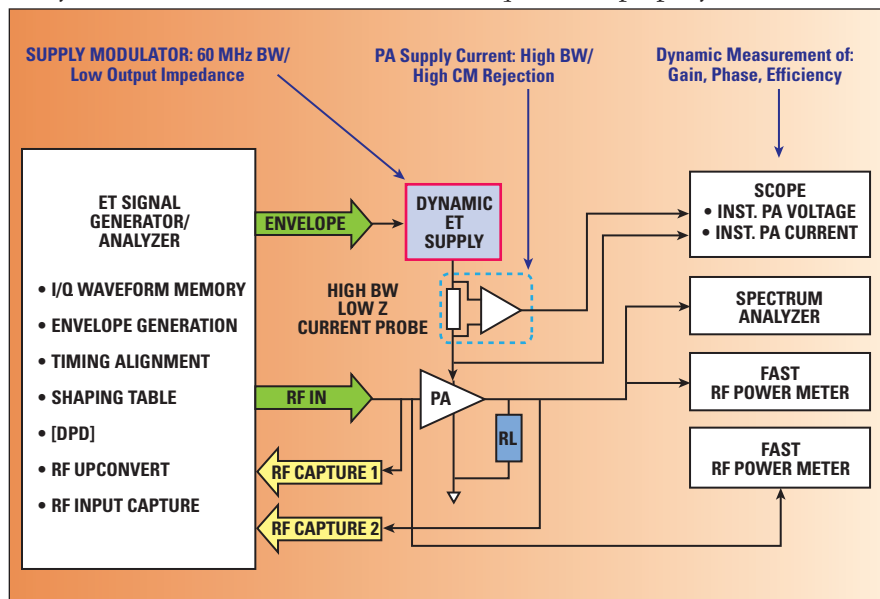 SUPPLY MODULATOR: 60 MHz BW/
Low Output Impedance
PA Supply Current: High BW/
High CM Rejection
Dynamic Measurement of:
Gain, Phase, Efficiency
ET SIGNAL
GENERATOR/
ANALYZER
• I/Q WAVEFORM MEMORY
• ENVELOPE GENERATION
• TIMING ALIGNMENT
• SHAPING TABLE
• [DPD]
• RF UPCONVERT
• RF INPUT CAPTURE
ENVELOPE
DYNAMIC
ET
SUPPLY
HIGH BW
LOW Z
CURRENT PROBE
RF IN
PA
RL
RF CAPTURE 1
RF CAPTURE 2
SCOPE
• INST. PA VOLTAGE
• INST. PA CURRENT
SPECTRUM
ANALYZER
FAST
RF POWER METER
FAST
RF POWER METER